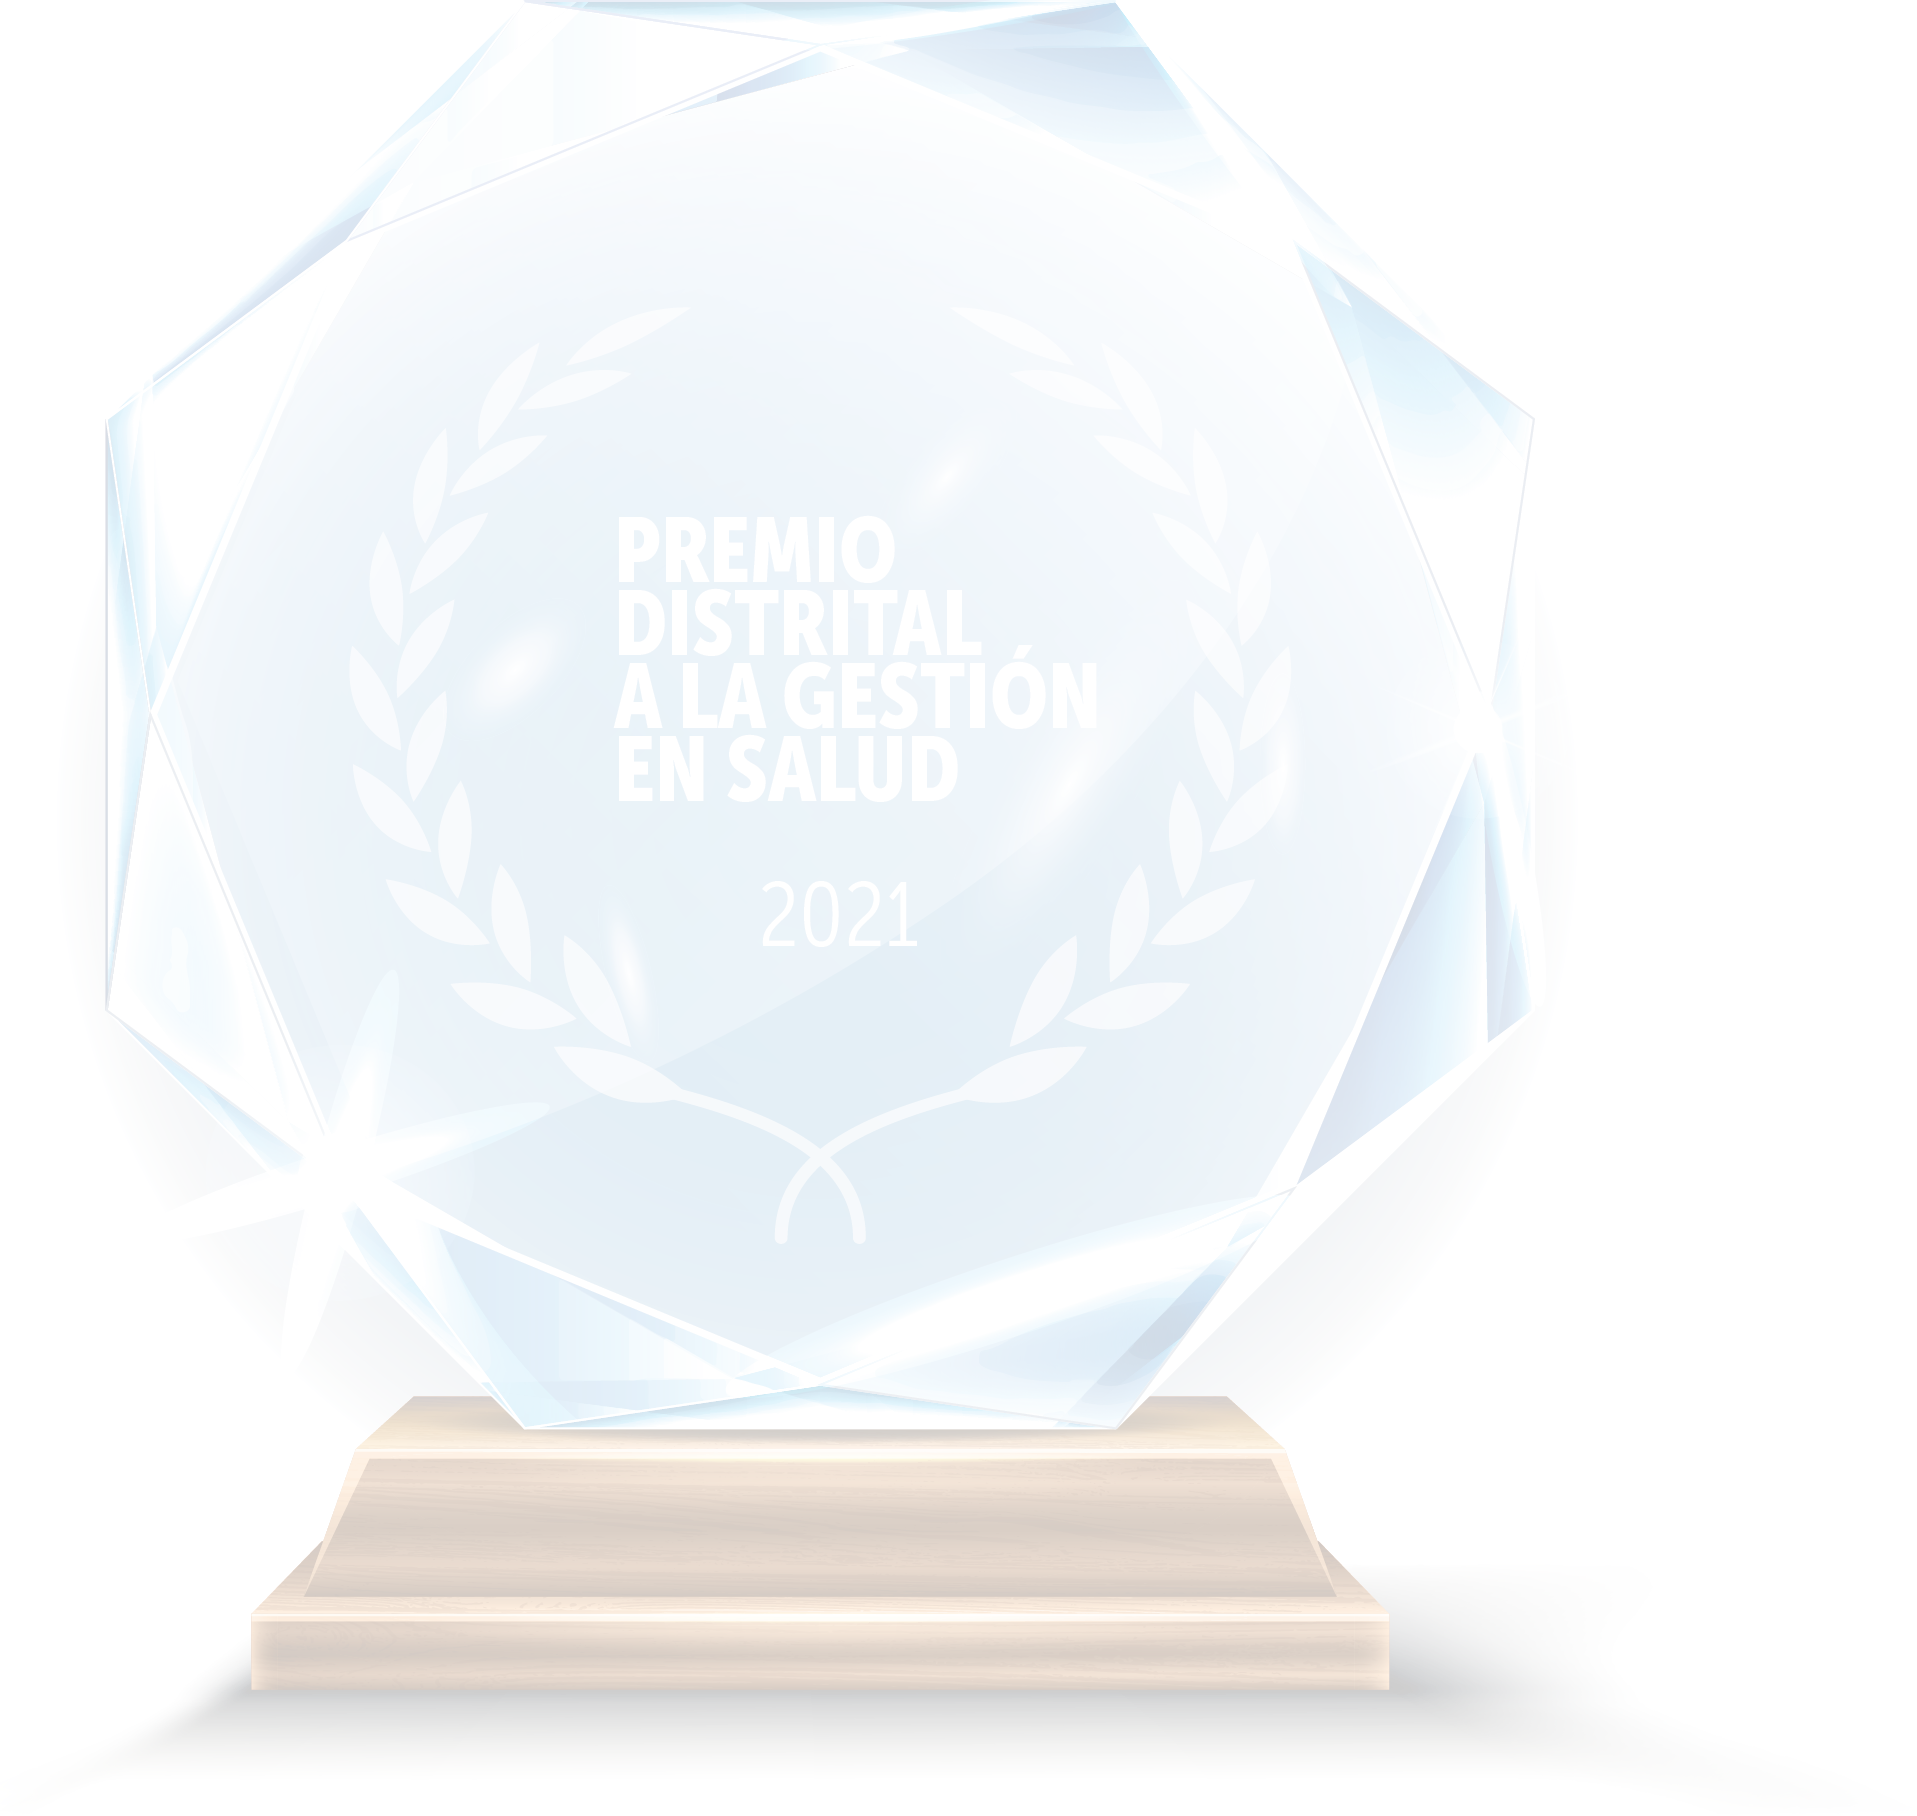 PREMIO
DISTRITAL
A LA GESTIÓN
EN SALUD
2021